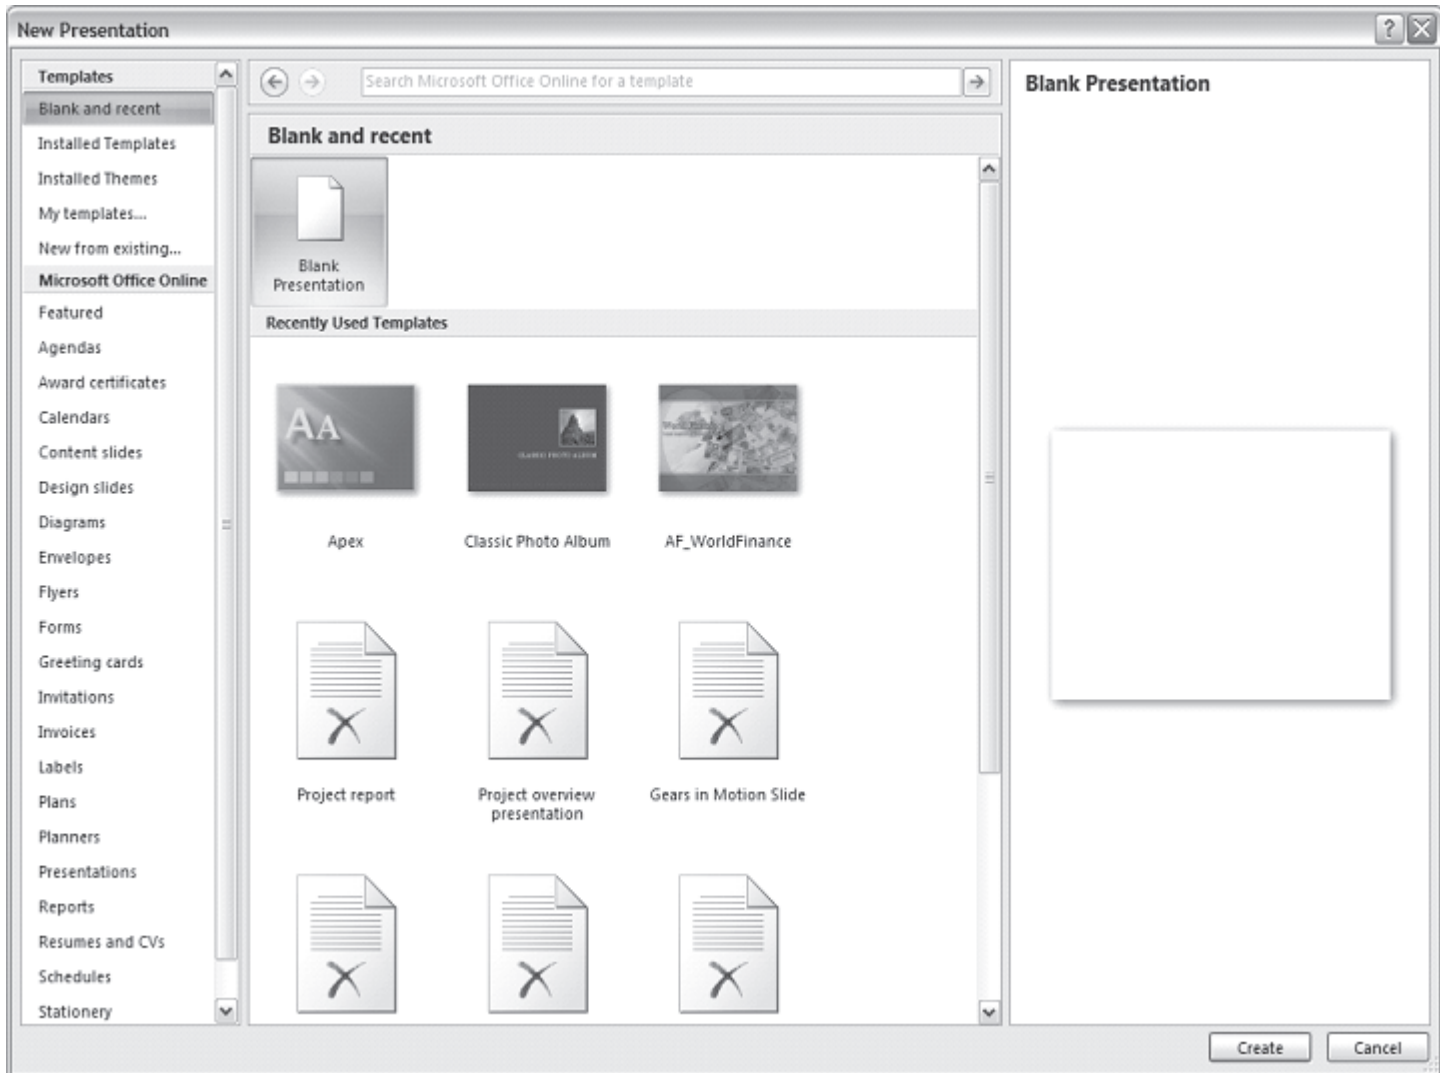 New Presentation
Templates
Blank and recent
Installed Templates
Installed Themes
My templates...
New from existing...
Microsoft Office Online
Featured
Agendas
Award certificates
Calendars
Content slides
Design slides
Diagrams
Envelopes
Flyers
Forms
Greeting cards
Invitations
Invoices
Labels
Plans
Planners
Presentations
Reports
Resumes and CVs
Schedules
Stationery
Search Microsoft Office Online for a template
Blank and recent
Blank
Presentation
Recently Used Templates
AA
CLASSIC PHOTO ALBUM
Apex
Classic Photo Album
AF_WorldFinance
Project report
Project overview
presentation
Gears in Motion Slide
Blank Presentation
Create
Cancel